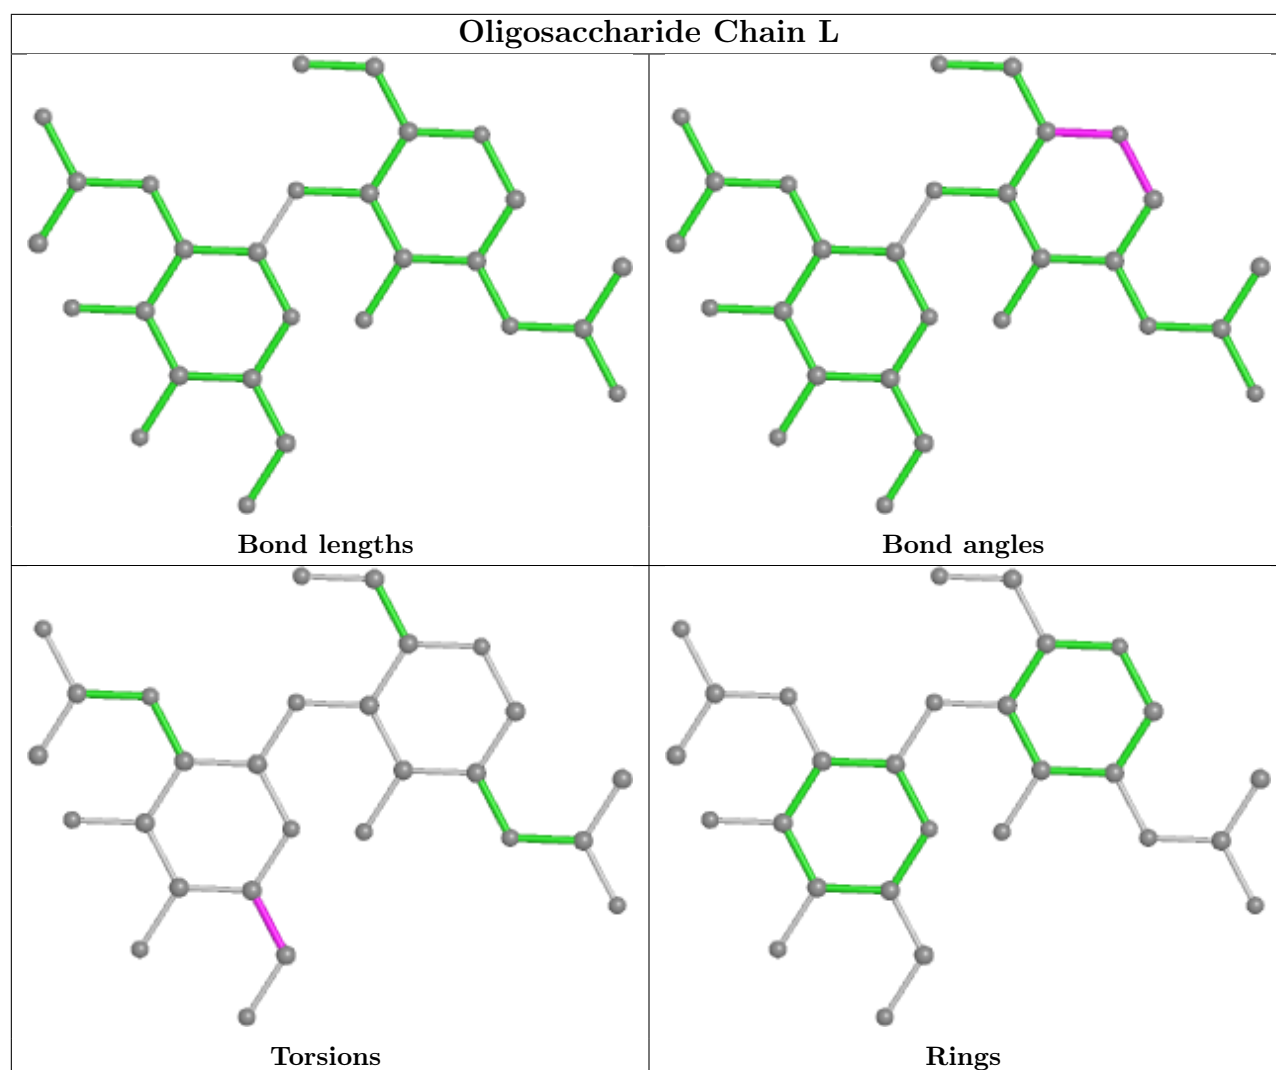 Oligosaccharide Chain L
Bond lengths
Bond angles
Torsions
Rings